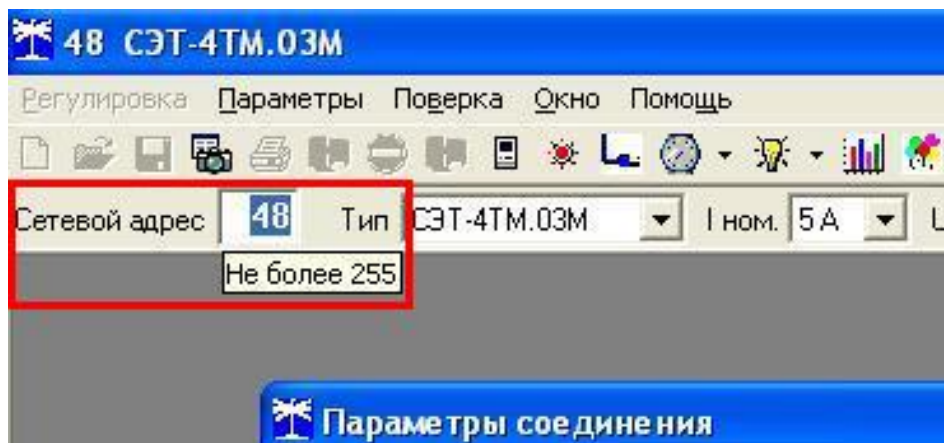 48 СЭТ-4ТМ.03М
Регулировка Параметры Поверка Окно Помощь
Сетевой адрес 48 Тип СЭТ-4ТМ.03М I ном. 5 А
Не более 255
Параметры соединения